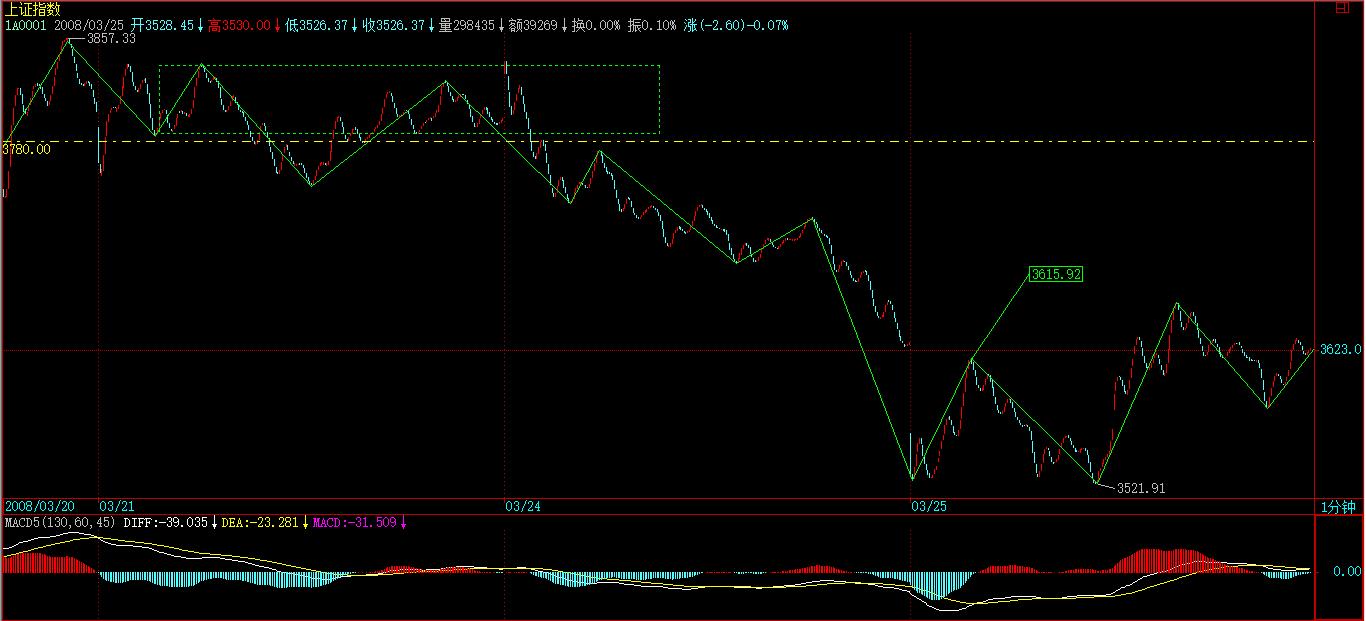 上证指数
1A0001 2008/03/25 开3528.45↓高3530.00↓低3526.37↓收3526.37↓量298435↓额39269↓换0.00% 振0.10% 涨(-2.60)-0.07%
3857.33
3780.00
3615.92
3623.0
3521.91
2008/03/20 03/21 03/24 03/25 1分钟
MACD5(130,60,45) DIFF:-39.035↓DEA:-23.281↓MACD:-31.509↓
0.00